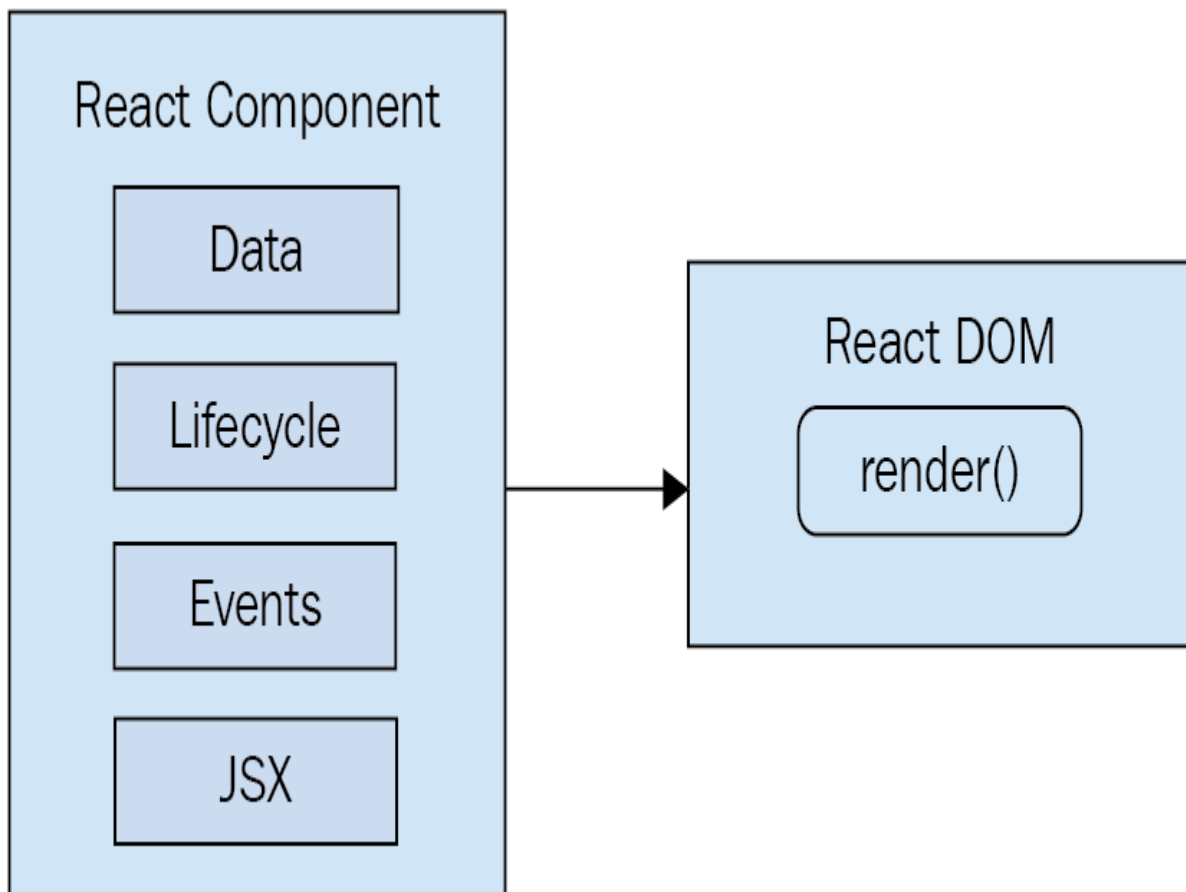 React Component
Data
Lifecycle
Events
JSX
React DOM
render()